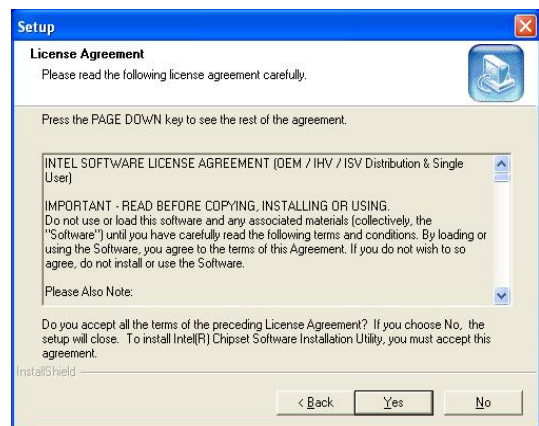 Setup
License Agreement
Please read the following license agreement carefully.
Press the PAGE DOWN key to see the rest of the agreement.
INTEL SOFTWARE LICENSE AGREEMENT (OEM / IHV / ISV Distribution & Single
User)
IMPORTANT - READ BEFORE COPYING, INSTALLING OR USING.
Do not use or load this software and any associated materials (collectively, the
"Software") until you have carefully read the following terms and conditions. By loading or
using the Software, you agree to the terms of this Agreement. If you do not wish to so
agree, do not install or use the Software.
Please Also Note:
Do you accept all the terms of the preceding License Agreement? If you choose No, the
setup will close. To install Intel(R) Chipset Software Installation Utility, you must accept this
agreement.
InstallShield
< Back
Yes
No